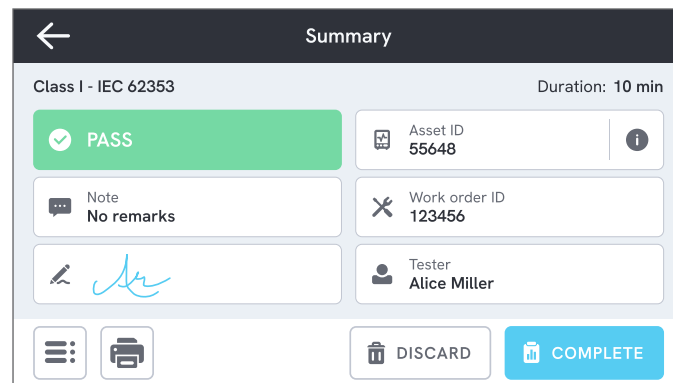 Summary
Class I - IEC 62353
Duration: 10 min
PASS
Asset ID
55648
Note
No remarks
Work order ID
123456
Tester
Alice Miller
DISCARD
COMPLETE